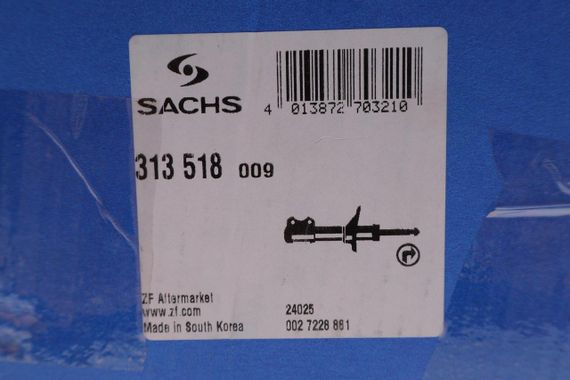 SACHS
4 013872 703210
313 518 009
ZF Aftermarket
www.zf.com
Made in South Korea
24025
002 7228 881